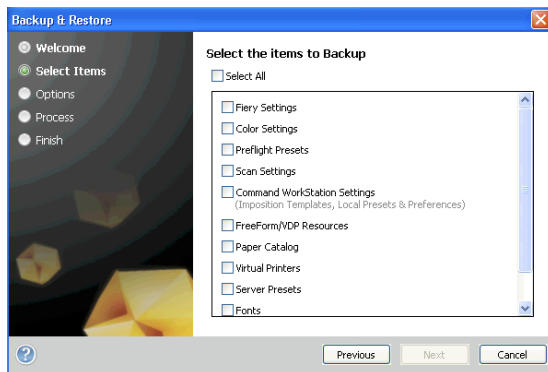 Backup & Restore
Welcome
Select Items
Options
Process
Finish
Select the items to Backup
Select All
Fiery Settings
Color Settings
Preflight Presets
Scan Settings
Command WorkStation Settings
(Imposition Templates, Local Presets & Preferences)
FreeForm/VDP Resources
Paper Catalog
Virtual Printers
Server Presets
Fonts
?
Previous
Next
Cancel